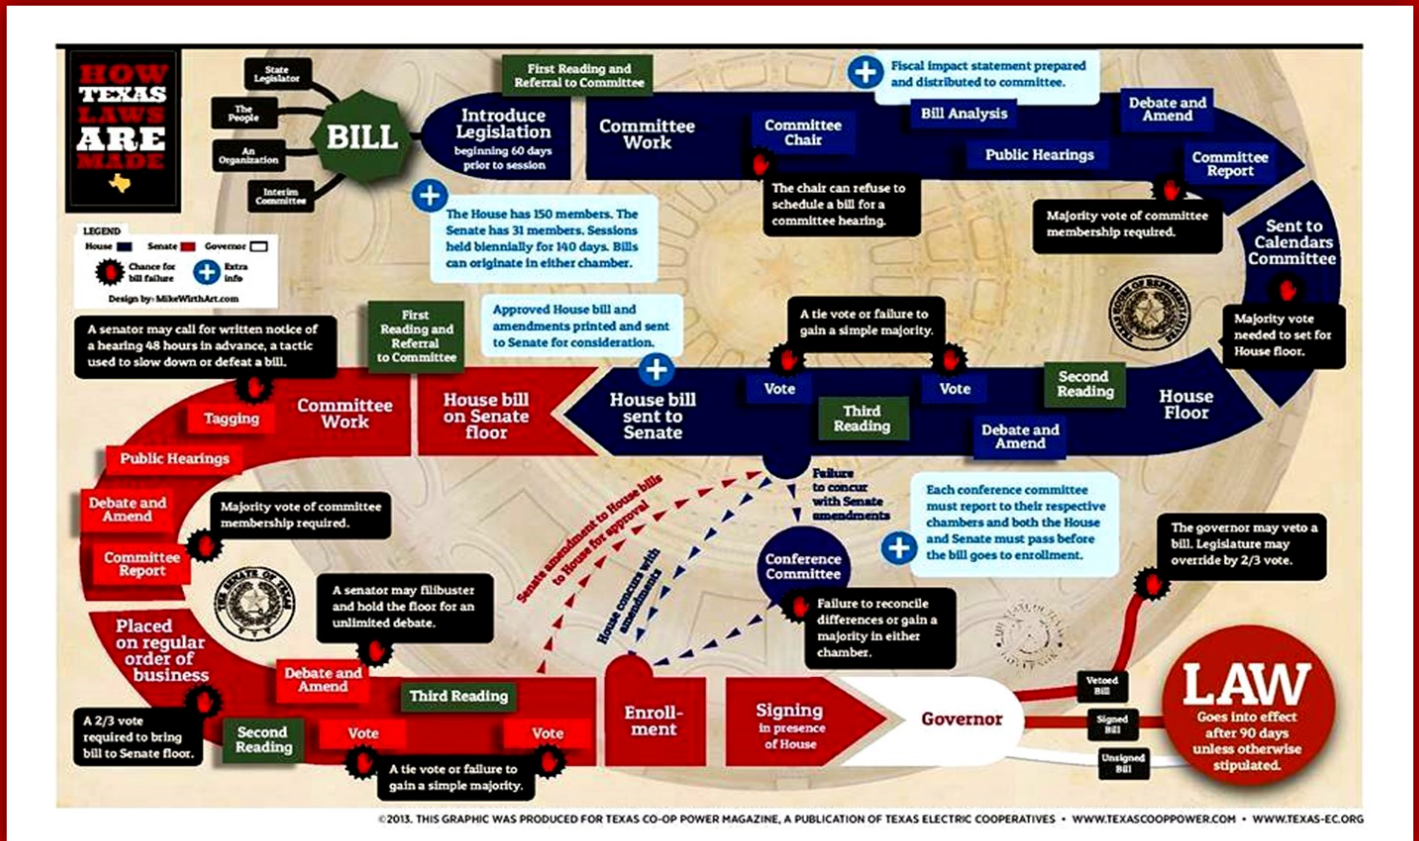 HOW
TEXAS
LAWS
ARE
MADE
State
Legislator
The
People
An
Organization
Interim
Committee
BILL
Introduce
Legislation
beginning 60 days
prior to session
First Reading and
Referral to Committee
Committee
Work
Committee
Chair
The chair can refuse to
schedule a bill for a
committee hearing.
Fiscal impact statement prepared
and distributed to committee.
Bill Analysis
Public Hearings
Debate and
Amend
Committee
Report
Majority vote of committee
membership required.
The House has 150 members. The
Senate has 31 members. Sessions
held biennially for 140 days. Bills
can originate in either chamber.
LEGEND
House
Senate
Governor
Chance for
bill failure
Extra
info
Design by: MikeWirthArt.com
Sent to
Calendars
Committee
Majority vote
needed to set for
House floor.
TEXAS HOUSE OF REPRESENTATIVES
House
Floor
Second
Reading
Debate and
Amend
Vote
Third
Reading
Vote
A tie vote or failure to
gain a simple majority.
House bill
sent to
Senate
Approved House bill and
amendments printed and sent
to Senate for consideration.
House bill
on Senate
floor
First
Reading and
Referral
to Committee
Committee
Work
A senator may call for written notice of
a hearing 48 hours in advance, a tactic
used to slow down or defeat a bill.
Tagging
Public Hearings
Debate and
Amend
Committee
Report
Majority vote of committee
membership required.
THE SENATE OF TEXAS
Placed
on regular
order of
business
A 2/3 vote
required to bring
bill to Senate floor.
Second
Reading
Debate and
Amend
A senator may filibuster
and hold the floor for an
unlimited debate.
Vote
Third Reading
Vote
A tie vote or failure to
gain a simple majority.
Senate amendment to House bills
to House for approval
House concurs with
amendments
Failure
to concur
with Senate
amendments
Conference
Committee
Each conference committee
must report to their respective
chambers and both the House
and Senate must pass before
the bill goes to enrollment.
Failure to reconcile
differences or gain a
majority in either
chamber.
Enroll-
ment
Signing
in presence
of House
Governor
The governor may veto a
bill. Legislature may
override by 2/3 vote.
Vetoed
Bill
Signed
Bill
Unsigned
Bill
LAW
Goes into effect
after 90 days
unless otherwise
stipulated.
©2013. THIS GRAPHIC WAS PRODUCED FOR TEXAS CO-OP POWER MAGAZINE, A PUBLICATION OF TEXAS ELECTRIC COOPERATIVES • WWW.TEXASCOOPPOWER.COM • WWW.TEXAS-EC.ORG